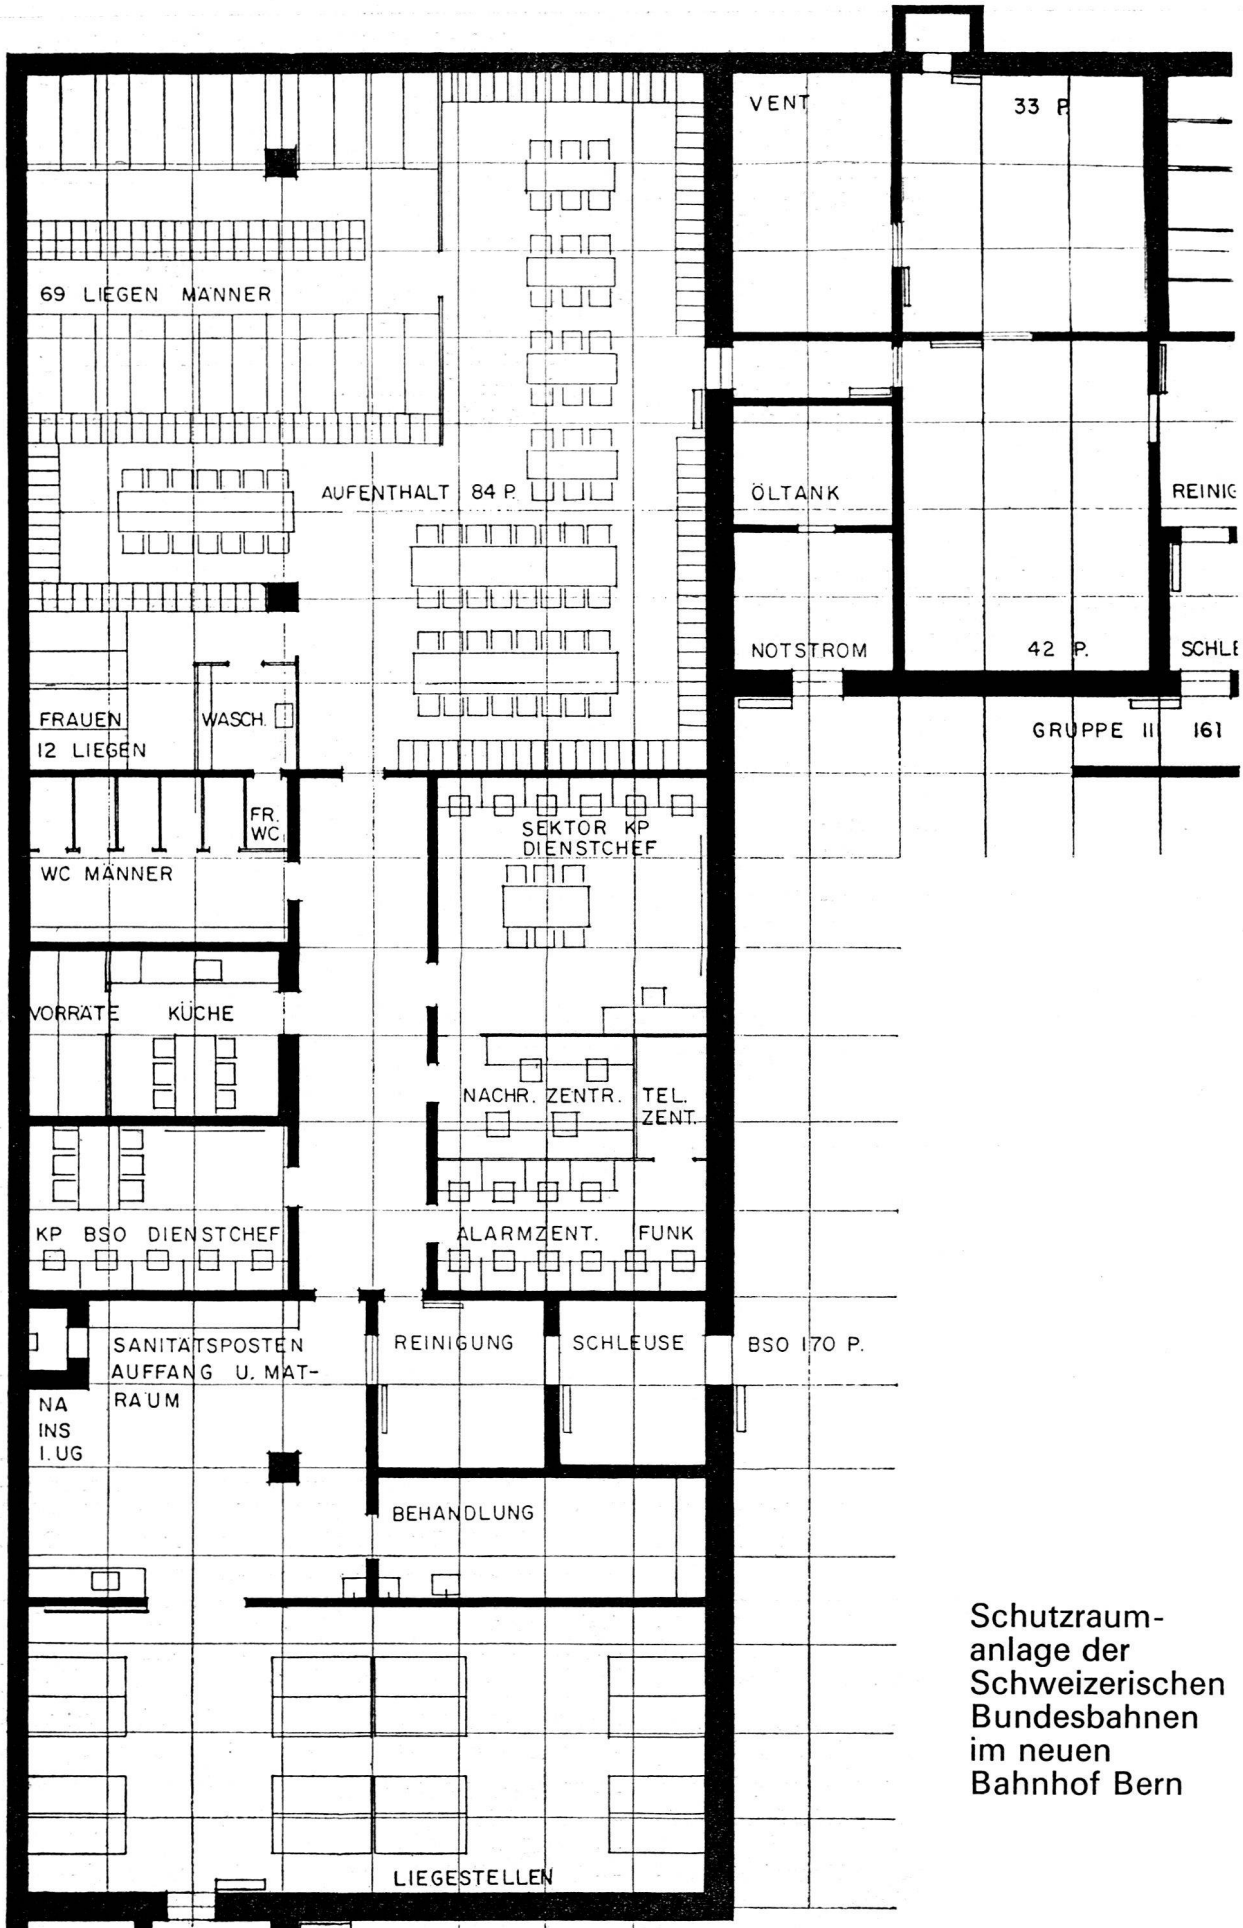 VENT
33 P.
69 LIEGEN MÄNNER
AUFENTHALT 84 P.
ÖLTANK
REINIG
NOTSTROM
42 P.
SCHLE
FRAUEN
12 LIEGEN
WASCH.
GRUPPE III 161
FR.
WC
WC MÄNNER
SEKTOR KP
DIENSTCHEF
VORRÄTE
KÜCHE
NACHR. ZENTR.
TEL.
ZENT.
KP BSO DIENSTCHEF
ALARMZENT.
FUNK
SANITÄTSPOSTEN
AUFFANG U. MAT-
RAUM
REINIGUNG
SCHLEUSE
BSO 170 P.
NA
INS
I. UG
BEHANDLUNG
LIEGESTELLEN
Schutzraum-
anlage der
Schweizerischen
Bundesbahnen
im neuen
Bahnhof Bern